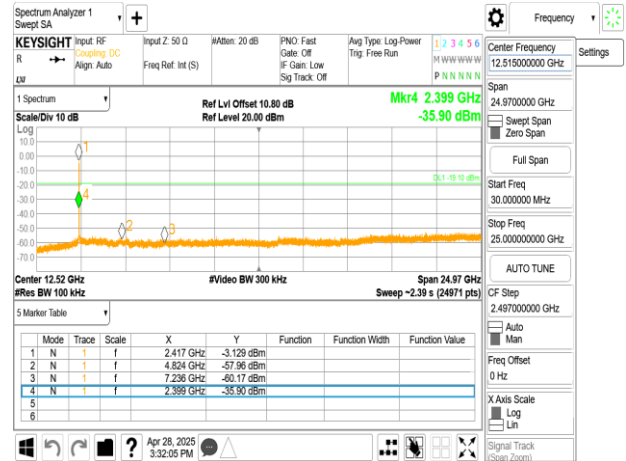 Spectrum Analyzer 1
Swept SA
Frequency
KEYSIGHT
R
Input: RF
Coupling: DC
Align: Auto
Input Z: 50 Ω
Freq Ref: Int (S)
#Atten: 20 dB
PNO: Fast
Gate: Off
IF Gain: Low
Sig Track: Off
Avg Type: Log-Power
Trig: Free Run
1 2 3 4 5 6
M W W W W W
P N N N N N
Center Frequency
12.515000000 GHz
Settings
Span
24.9700000 GHz
Swept Span
Zero Span
Full Span
Start Freq
30.000000 MHz
Stop Freq
25.000000000 GHz
AUTO TUNE
CF Step
2.497000000 GHz
Auto
Man
Freq Offset
0 Hz
X Axis Scale
Log
Lin
Signal Track
(Span Zoom)
1 Spectrum
Scale/Div 10 dB
Ref Lvl Offset 10.80 dB
Ref Level 20.00 dBm
Mkr4 2.399 GHz
-35.90 dBm
Log
10.0
0.00
-10.0
-20.0
-30.0
-40.0
-50.0
-60.0
-70.0
1
4
2
3
DL1 -19.10 dBm
Center 12.52 GHz
#Res BW 100 kHz
#Video BW 300 kHz
Span 24.97 GHz
Sweep ~2.39 s (24971 pts)
5 Marker Table
Mode Trace Scale X Y Function Function Width Function Value
1 N 1 f 2.417 GHz -3.129 dBm
2 N 1 f 4.824 GHz -57.96 dBm
3 N 1 f 7.236 GHz -60.17 dBm
4 N 1 f 2.399 GHz -35.90 dBm
5
6
Apr 28, 2025
3:32:05 PM